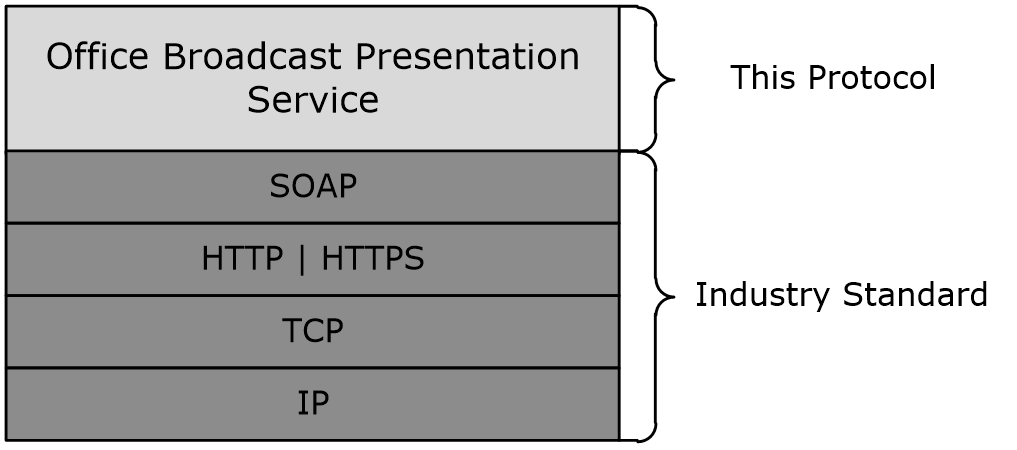 Office Broadcast Presentation
Service
This Protocol
SOAP
HTTP | HTTPS
TCP
IP
Industry Standard